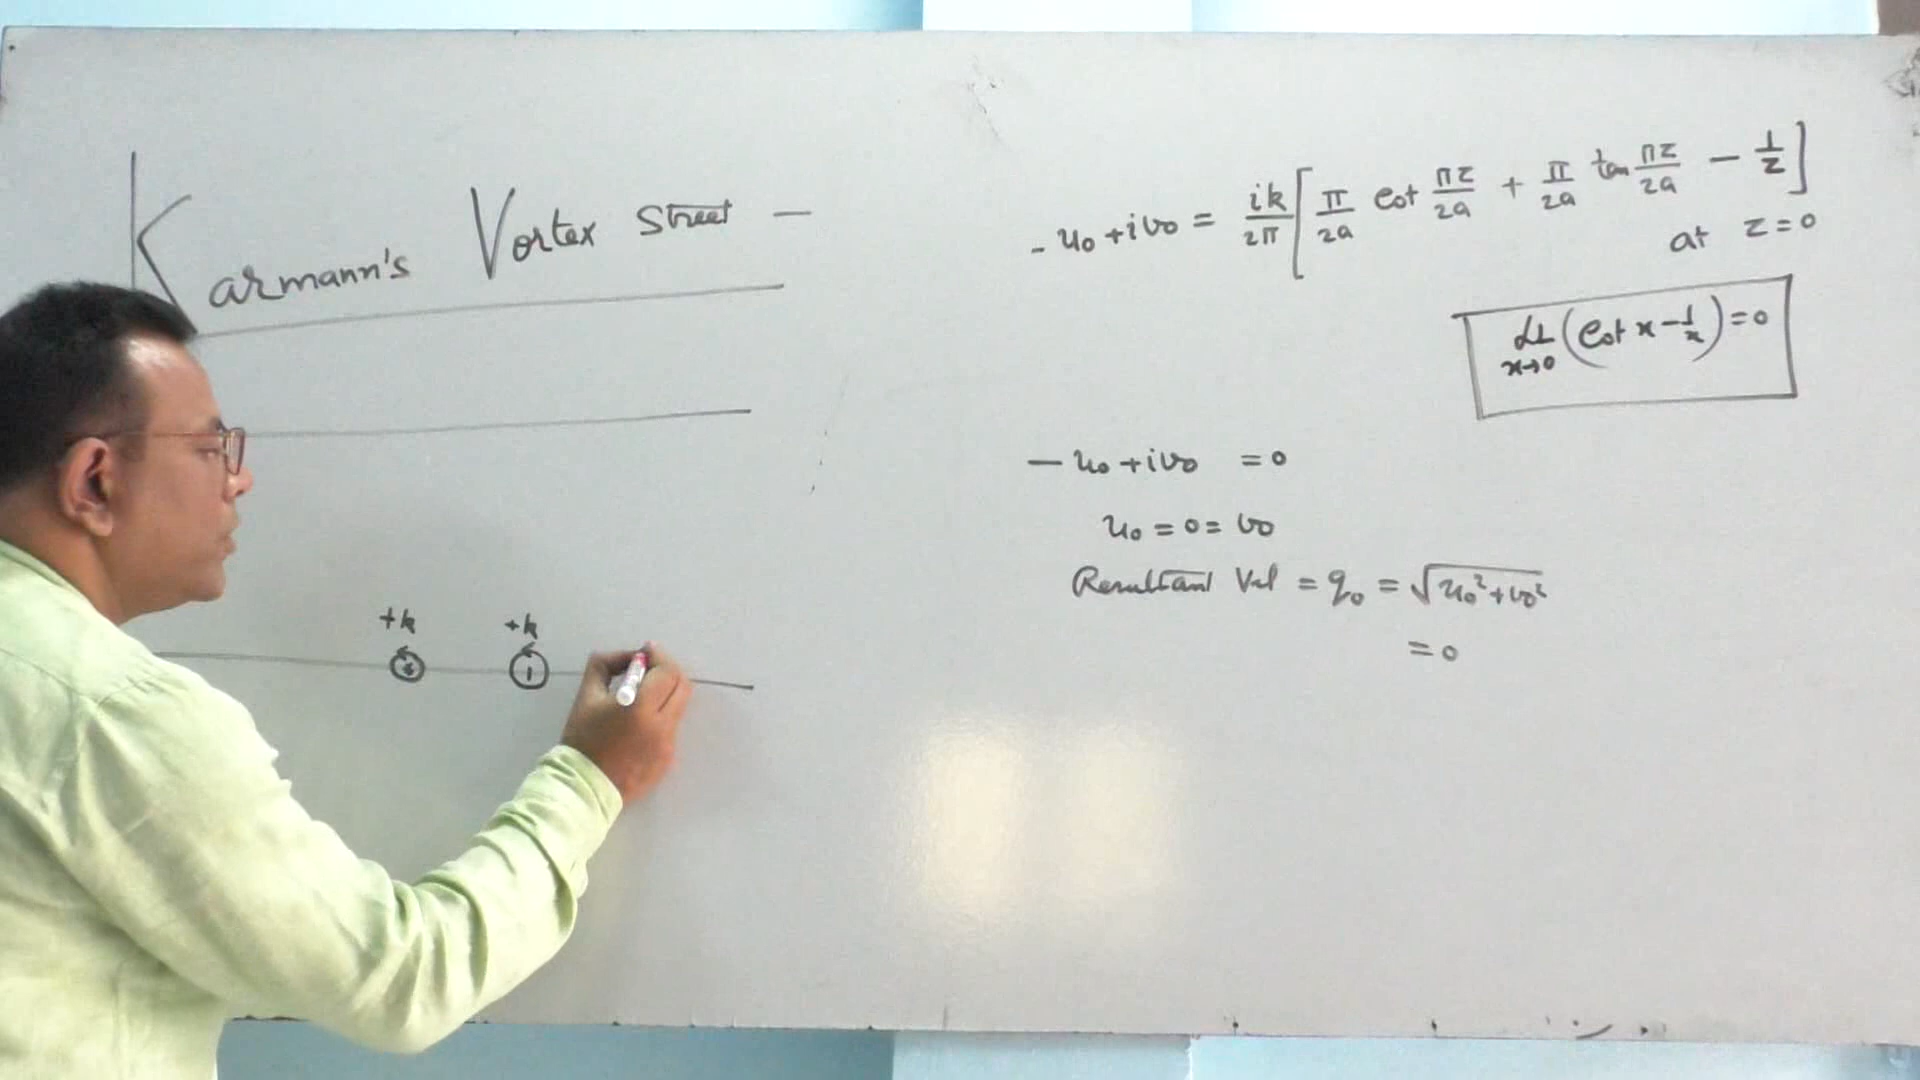 Karmann's Vortex Street —
+k +k
1
- u₀ + iv₀ = ik/2π [ π/2a cot πz/2a + π/2a tan πz/2a - 1/z ]
at z = 0
Lt x→0 (cot x - 1/x) = 0
- u₀ + iv₀ = 0
u₀ = 0 = v₀
Resultant Vel = q₀ = √u₀² + v₀²
= 0